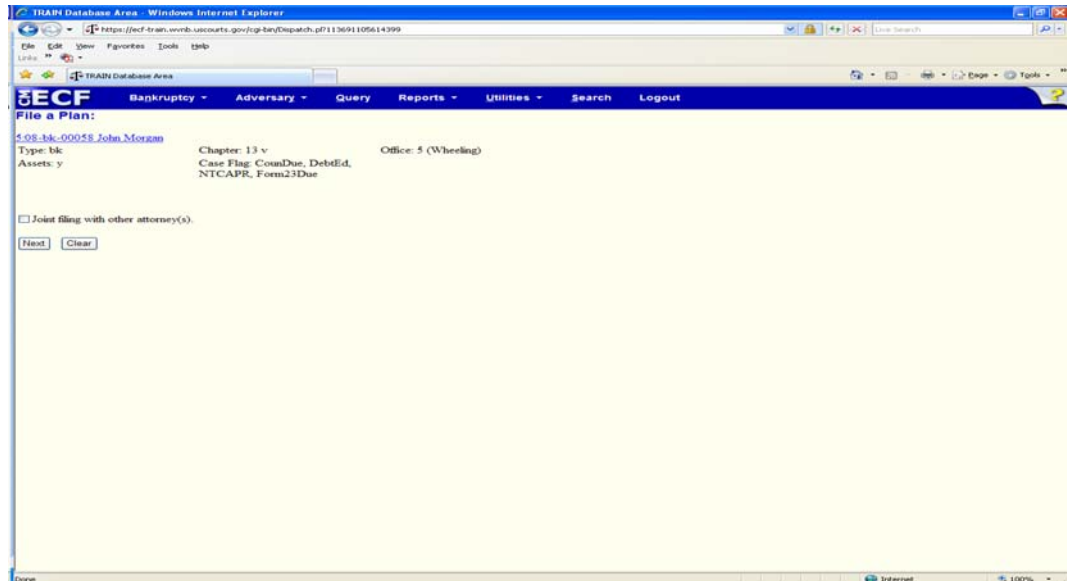 TRAIN Database Area - Windows Internet Explorer
https://ecf-train.wvnb.uscourts.gov/cgi-bin/Dispatch.pl?113691105614399
Live Search
File Edit View Favorites Tools Help
Links »
TRAIN Database Area
Page Tools »
CM ECF Bankruptcy Adversary Query Reports Utilities Search Logout ?
File a Plan:
5:08-bk-00058 John Morgan
Type: bk Chapter: 13 v Office: 5 (Wheeling)
Assets: y Case Flag: CounDue, DebtEd,
NTCAPR, Form23Due
Joint filing with other attorney(s).
Next Clear
Done Internet 100%